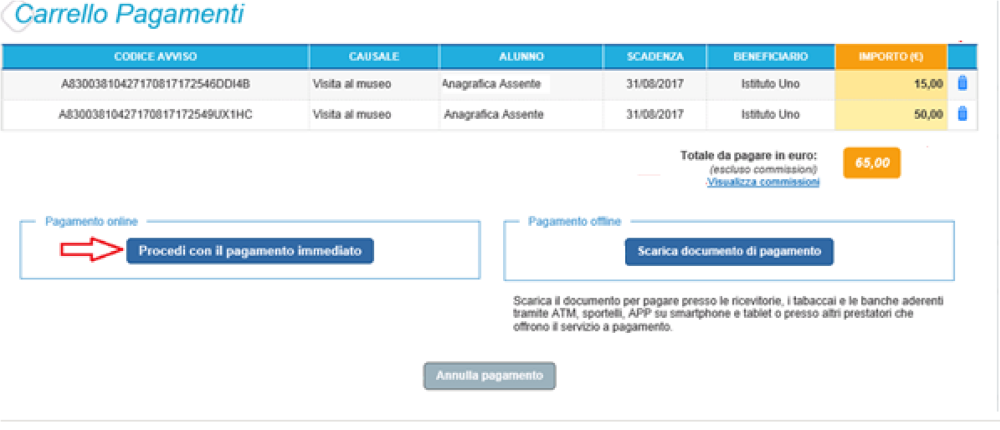 Carrello Pagamenti
CODICE AVVISO CAUSALE ALUNNO SCADENZA BENEFICIARIO IMPORTO (€)
A830038104271708171725​46DDI4B Visita al museo Anagrafica Assente 31/08/2017 Istituto Uno 15,00
A83003810427170817172549UX1HC Visita al museo Anagrafica Assente 31/08/2017 Istituto Uno 50,00
Totale da pagare in euro: 65,00
(escluso commissioni)
Visualizza commissioni
Pagamento online Pagamento offline
Procedi con il pagamento immediato Scarica documento di pagamento
Scarica il documento per pagare presso le ricevitorie, i tabaccai e le banche aderenti
tramite ATM, sportelli, APP su smartphone e tablet o presso altri prestatori che
offrono il servizio a pagamento.
Annulla pagamento